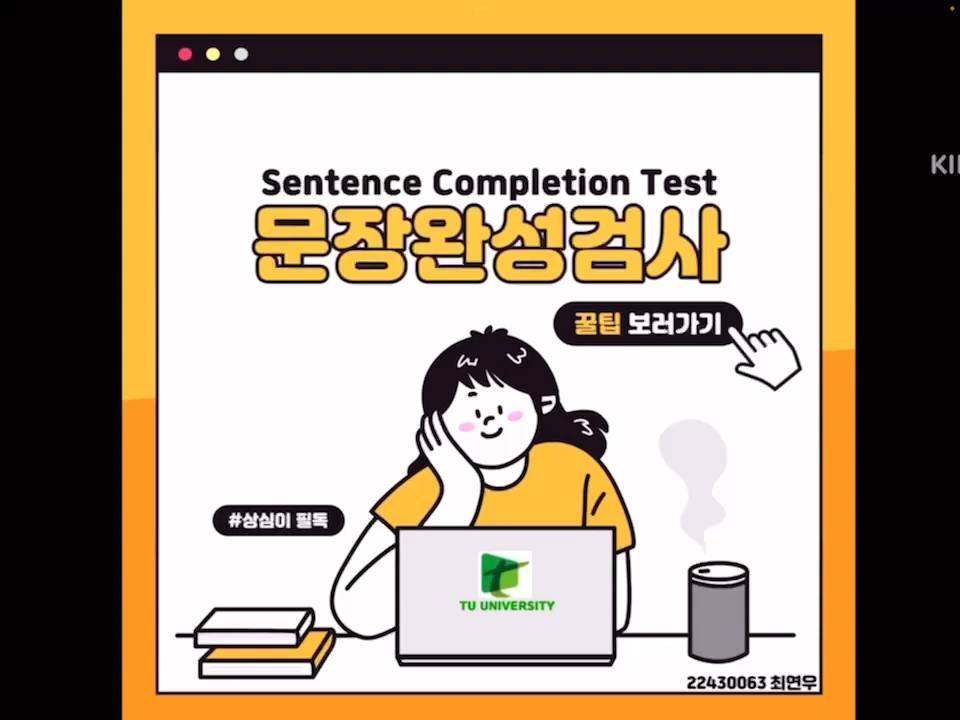 Sentence Completion Test
문장완성검사
꿀팁 보러가기
#상심이 필독
TU UNIVERSITY
22430063 최연우